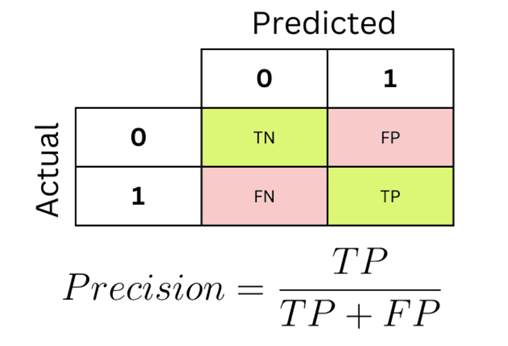 Predicted
0 1
Actual
0 TN FP
1 FN TP
Precision = TP / TP + FP